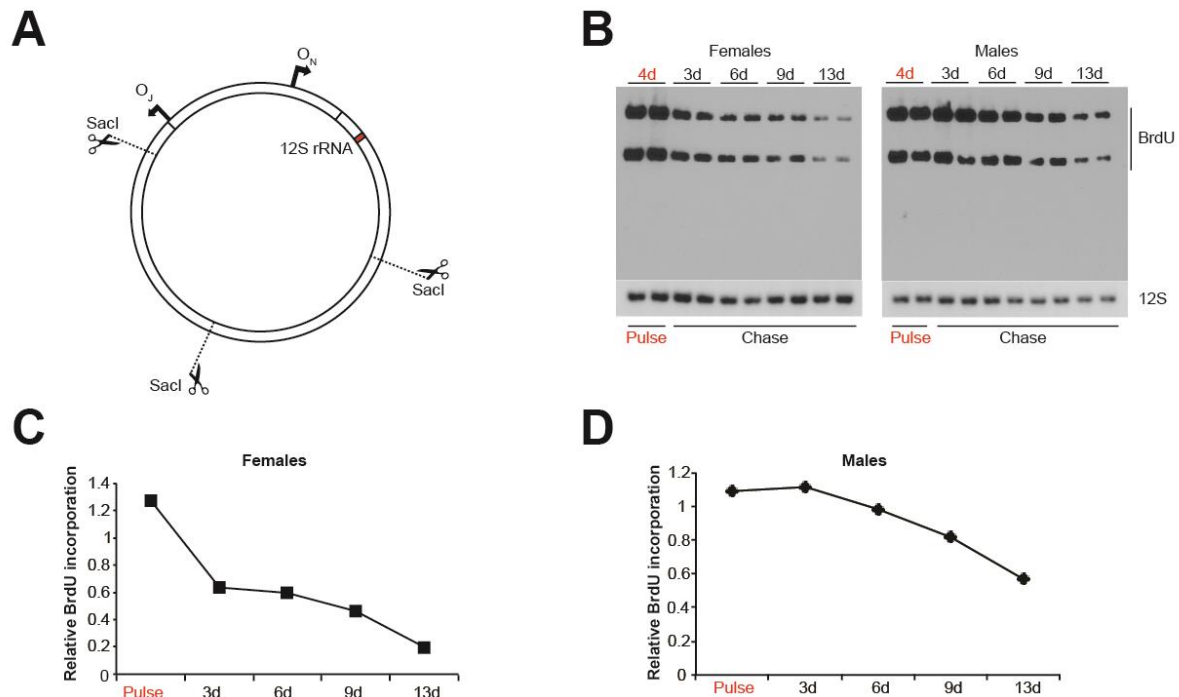 A
O_N
O_J
SacI
12S rRNA
SacI
SacI
B
Females
Males
4d 3d 6d 9d 13d
4d 3d 6d 9d 13d
BrdU
12S
Pulse
Chase
Pulse
Chase
C
Females
Relative BrdU incorporation
1.4
1.2
1
0.8
0.6
0.4
0.2
0
Pulse 3d 6d 9d 13d
D
Males
Relative BrdU incorporation
1.2
1
0.8
0.6
0.4
0.2
0
Pulse 3d 6d 9d 13d